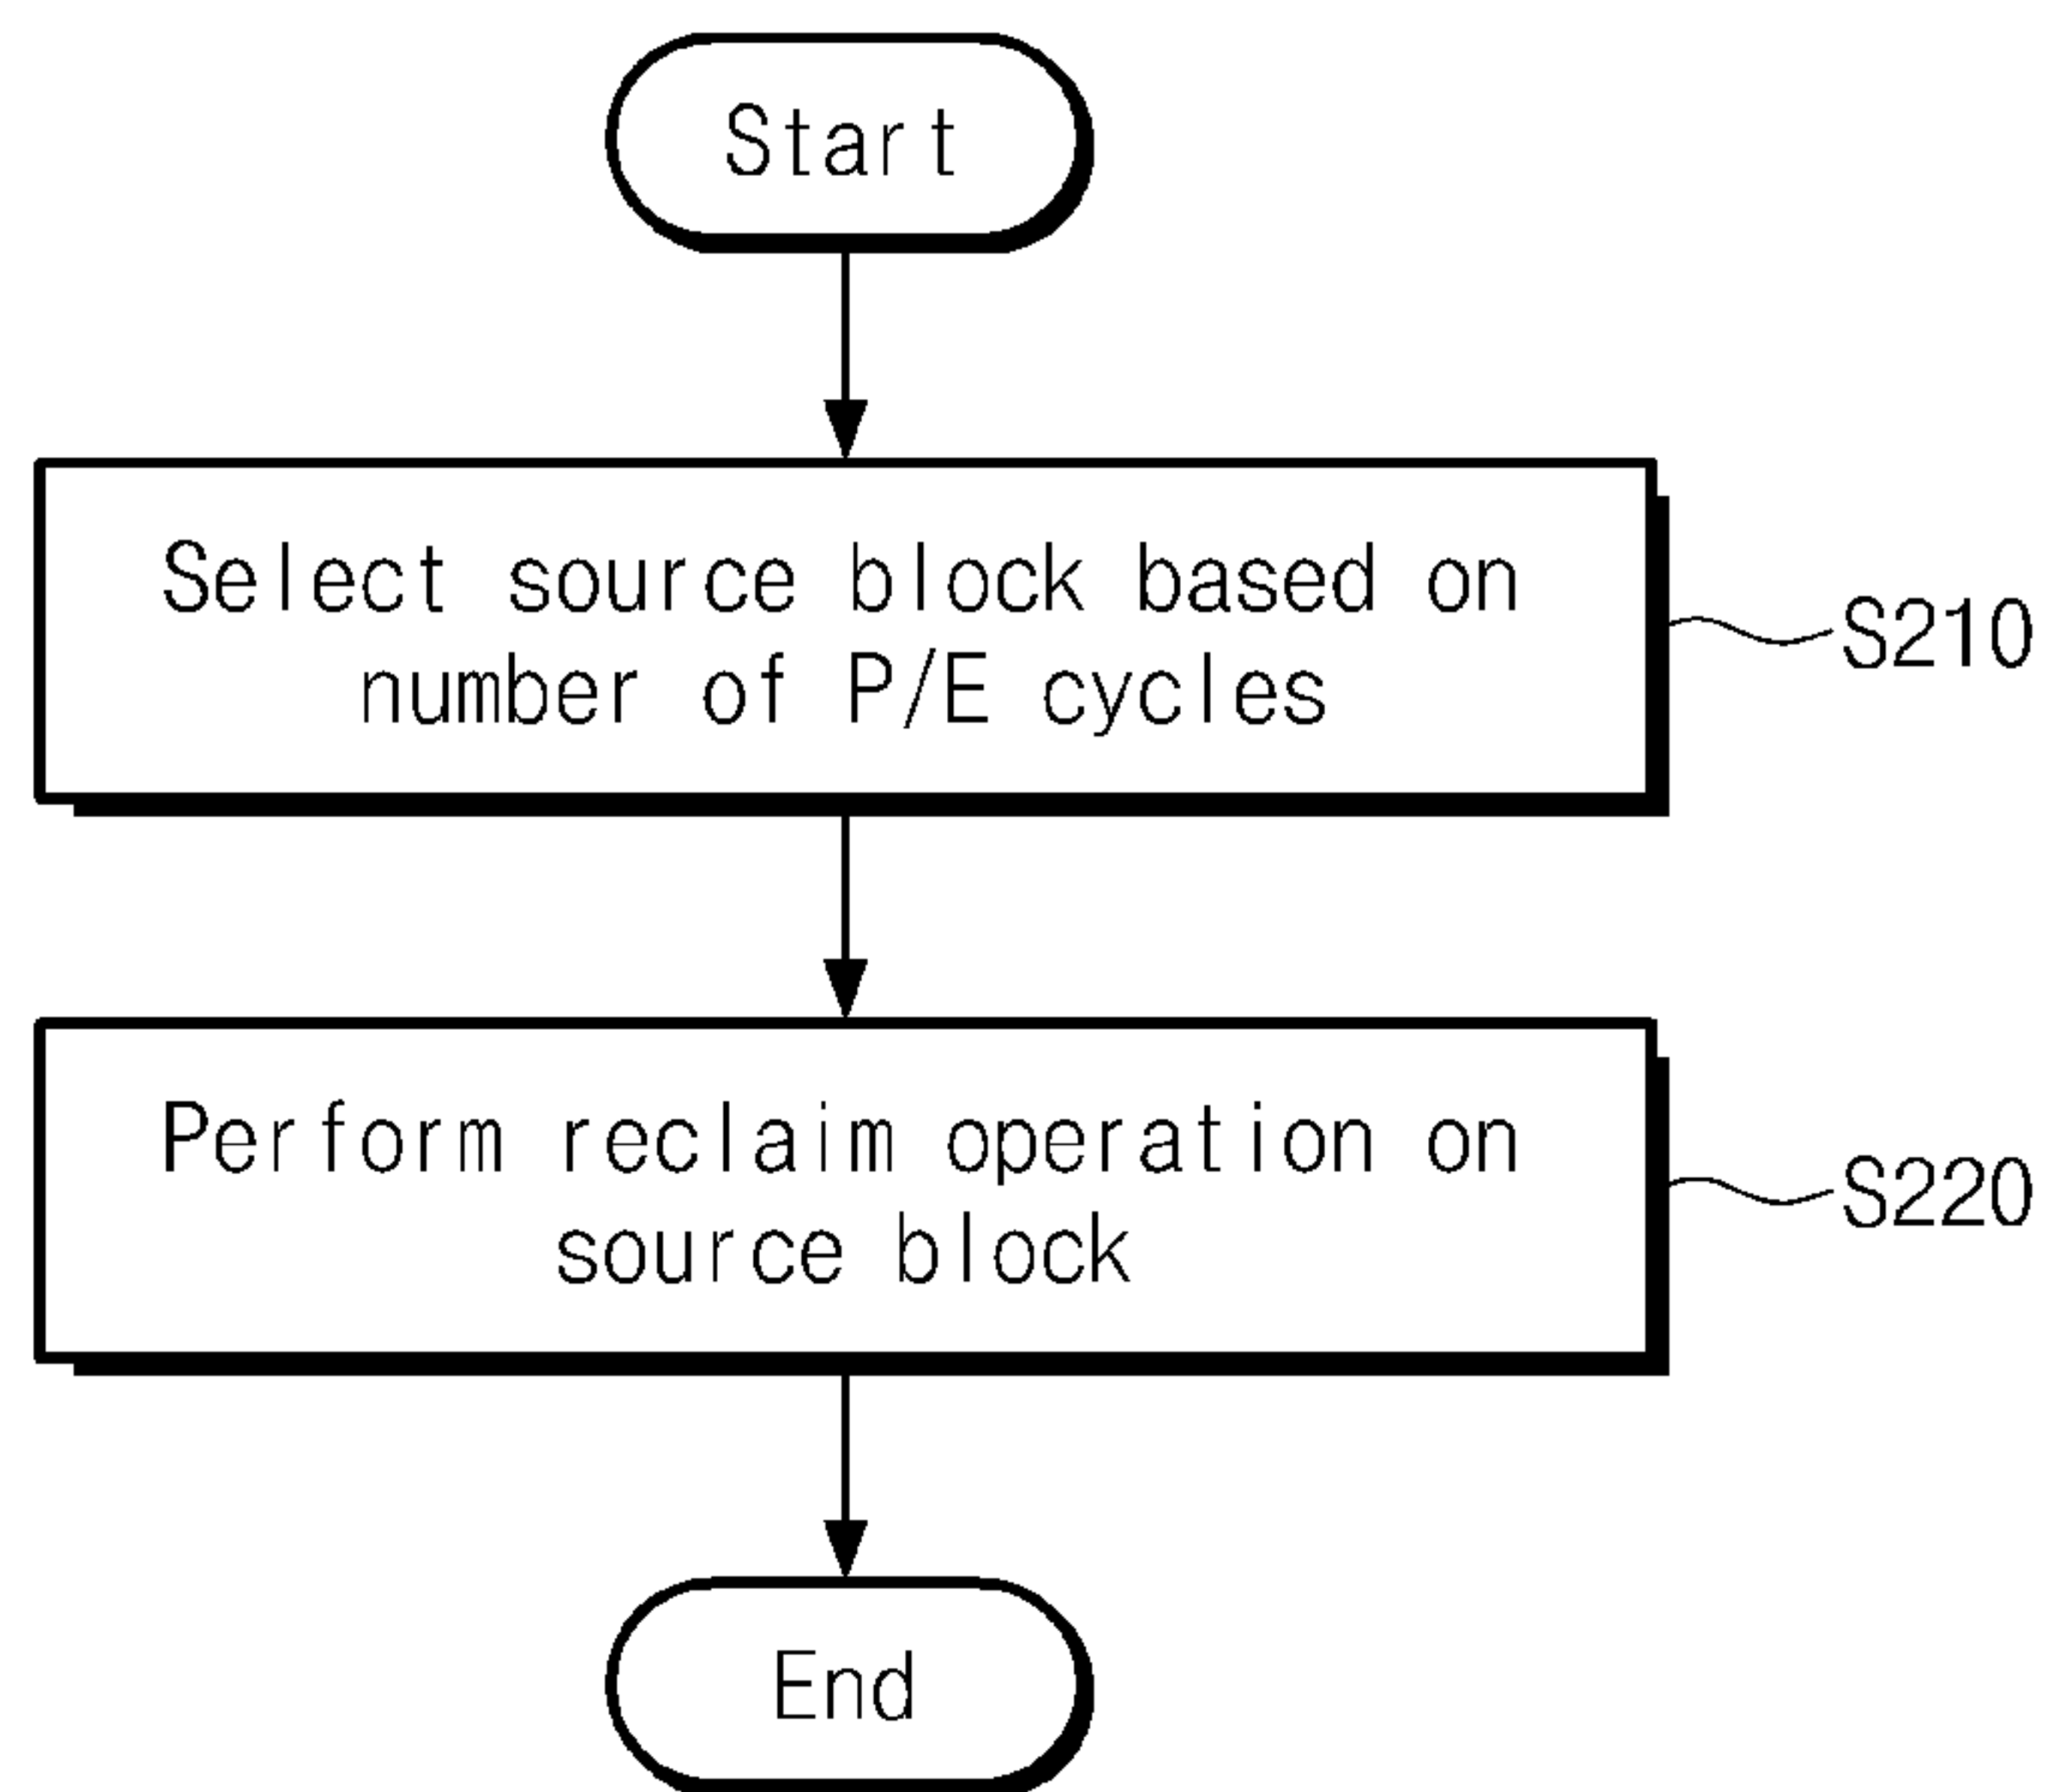 Start
Select source block based on
number of P/E cycles
S210
Perform reclaim operation on
source block
S220
End